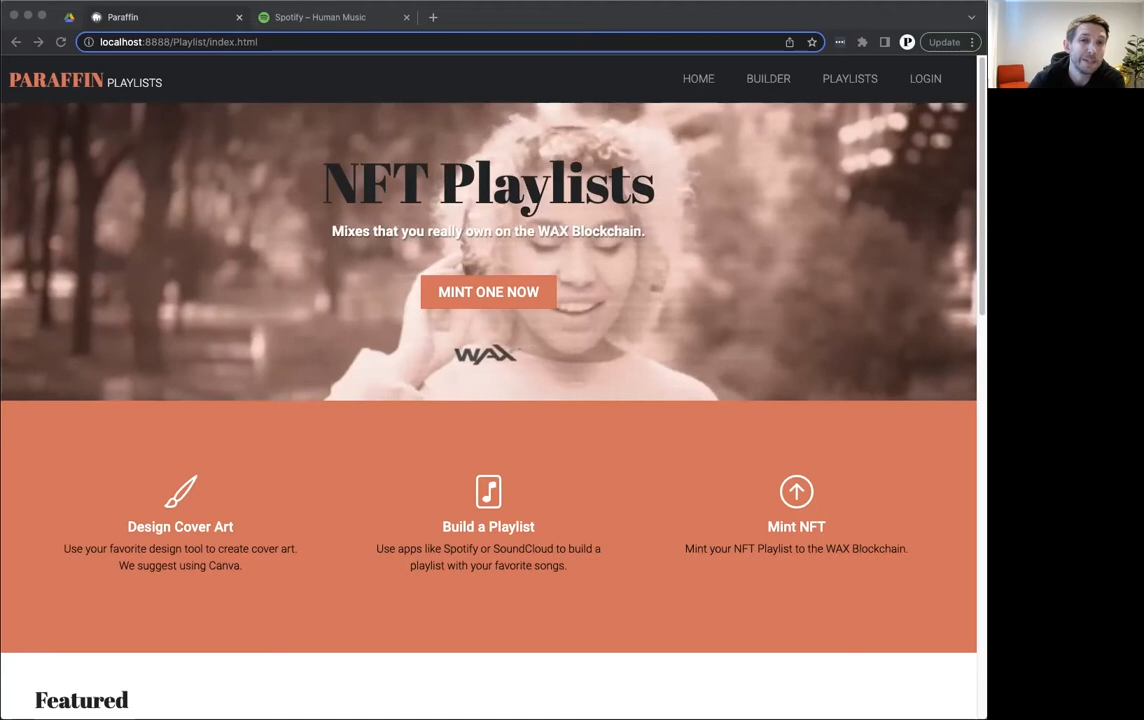 Paraffin
Spotify – Human Music
localhost:8888/Playlist/index.html
P
Update
PARAFFIN PLAYLISTS
HOME
BUILDER
PLAYLISTS
LOGIN
NFT Playlists
Mixes that you really own on the WAX Blockchain.
MINT ONE NOW
WAX
Design Cover Art
Use your favorite design tool to create cover art.
We suggest using Canva.
Build a Playlist
Use apps like Spotify or SoundCloud to build a
playlist with your favorite songs.
Mint NFT
Mint your NFT Playlist to the WAX Blockchain.
Featured